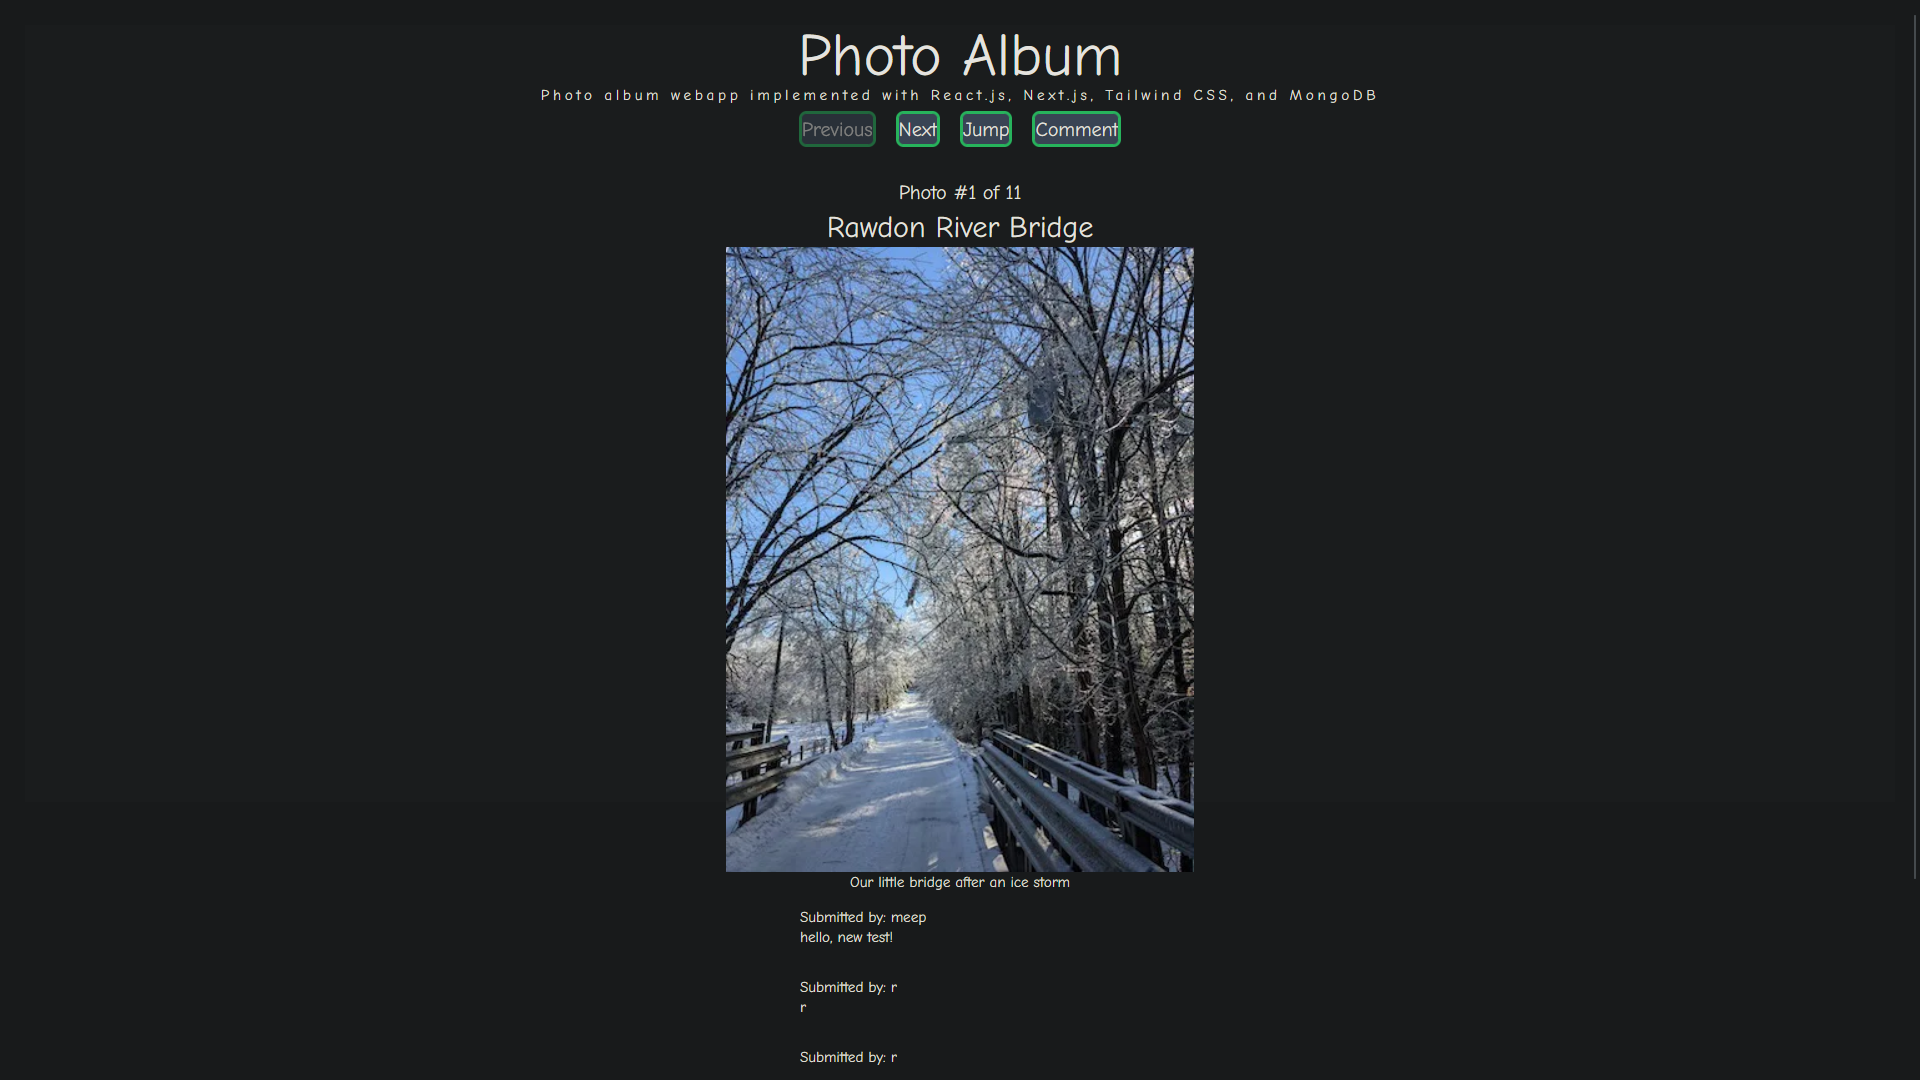 Photo Album
Photo album webapp implemented with React.js, Next.js, Tailwind CSS, and MongoDB
Previous Next Jump Comment
Photo #1 of 11
Rawdon River Bridge
Our little bridge after an ice storm
Submitted by: meep
hello, new test!
Submitted by: r
r
Submitted by: r